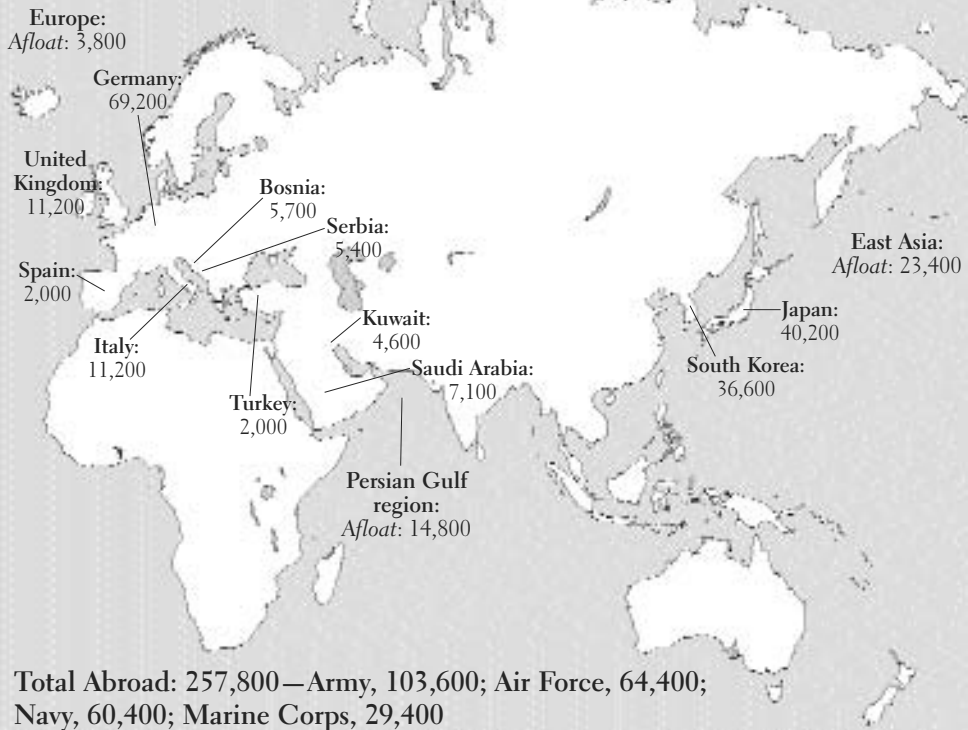 Europe:
Afloat: 3,800
Germany:
69,200
United
Kingdom:
11,200
Bosnia:
5,700
Serbia:
5,400
Spain:
2,000
Italy:
11,200
Turkey:
2,000
Kuwait:
4,600
Saudi Arabia:
7,100
Persian Gulf
region:
Afloat: 14,800
East Asia:
Afloat: 23,400
Japan:
40,200
South Korea:
36,600
Total Abroad: 257,800—Army, 103,600; Air Force, 64,400;
Navy, 60,400; Marine Corps, 29,400